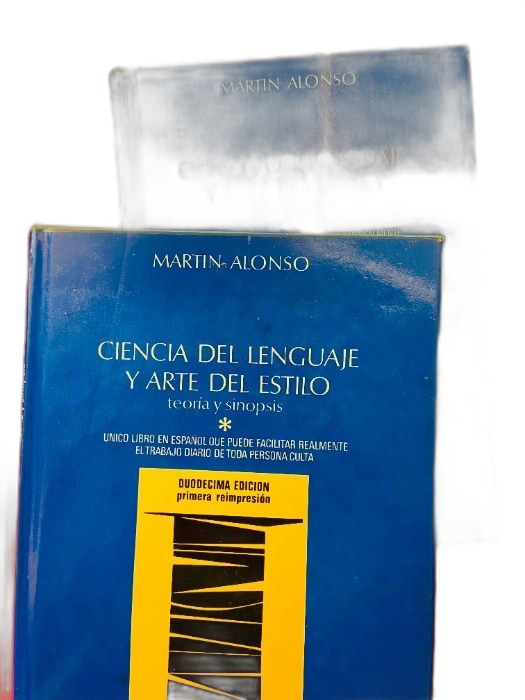 MARTIN ALONSO
LENGUAJE
MARTIN ALONSO
CIENCIA DEL LENGUAJE
Y ARTE DEL ESTILO
teoría y sinopsis
*
UNICO LIBRO EN ESPAÑOL QUE PUEDE FACILITAR REALMENTE
EL TRABAJO DIARIO DE TODA PERSONA CULTA
DUODECIMA EDICION
primera reimpresión